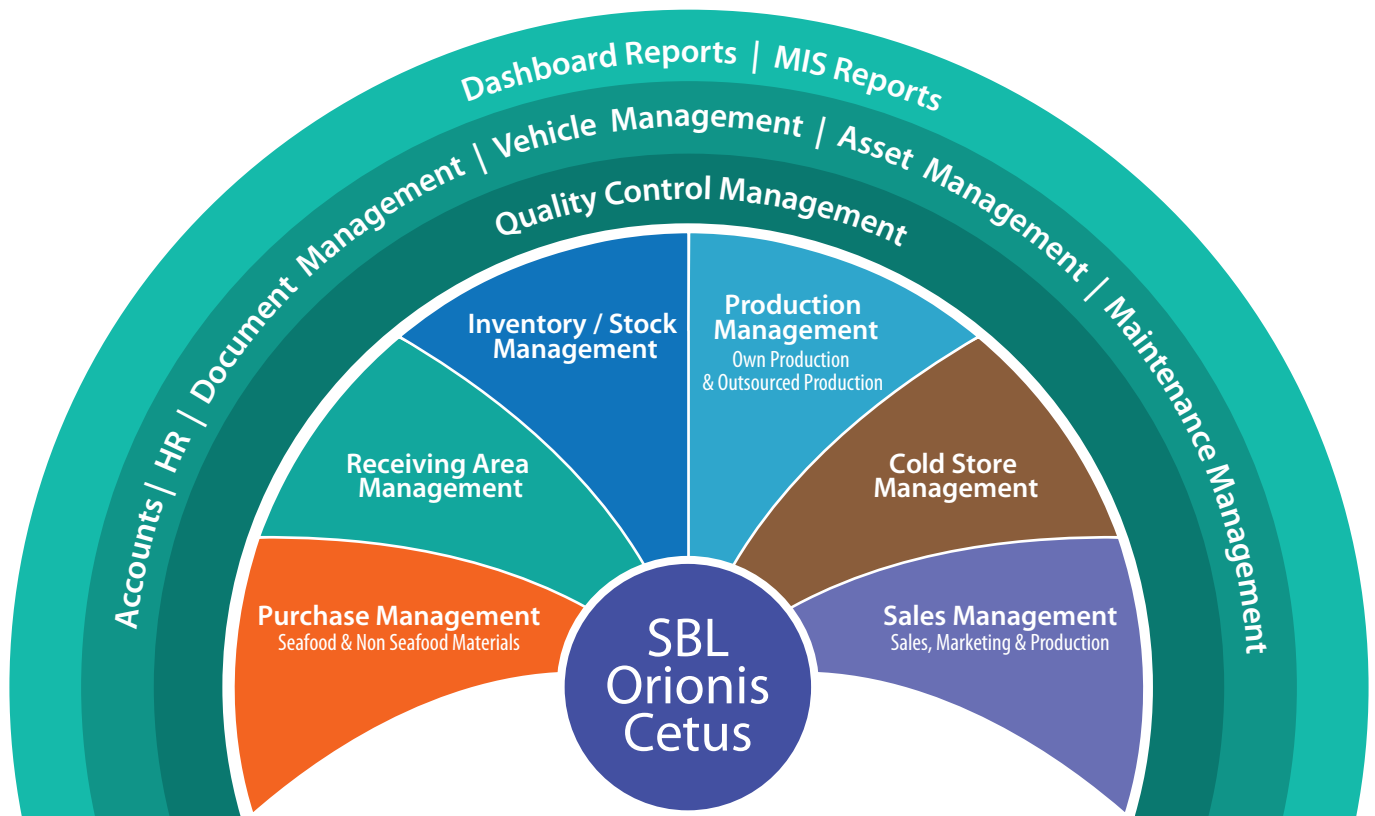 Dashboard Reports | MIS Reports
Accounts | HR | Document Management | Vehicle Management | Asset Management | Maintenance Management
Quality Control Management
Inventory / Stock
Management
Production
Management
Own Production
& Outsourced Production
Receiving Area
Management
Cold Store
Management
Purchase Management
Seafood & Non Seafood Materials
Sales Management
Sales, Marketing & Production
SBL
Orionis
Cetus